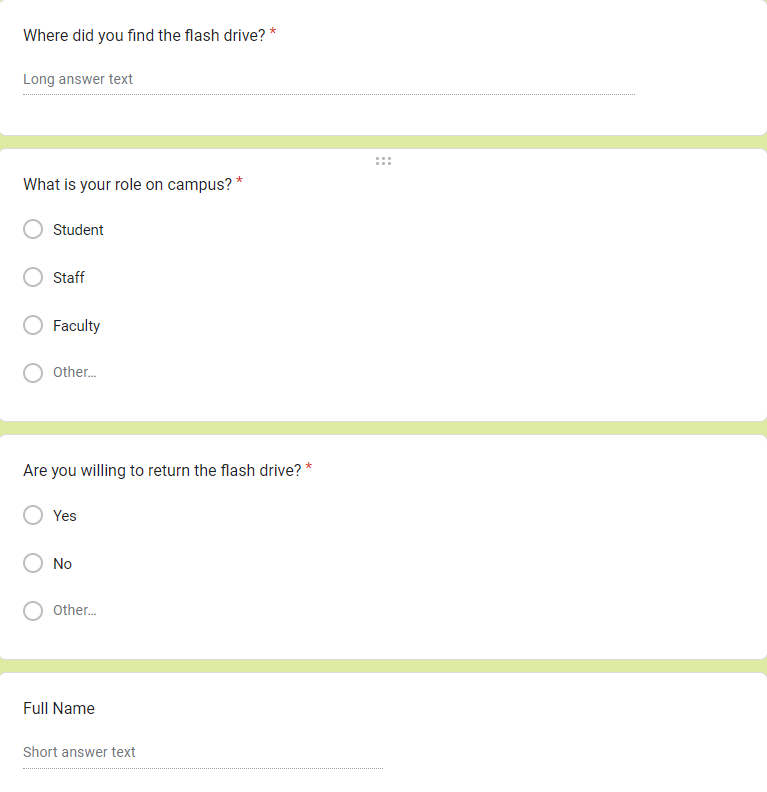 Where did you find the flash drive? *
Long answer text
What is your role on campus? *
Student
Staff
Faculty
Other...
Are you willing to return the flash drive? *
Yes
No
Other...
Full Name
Short answer text